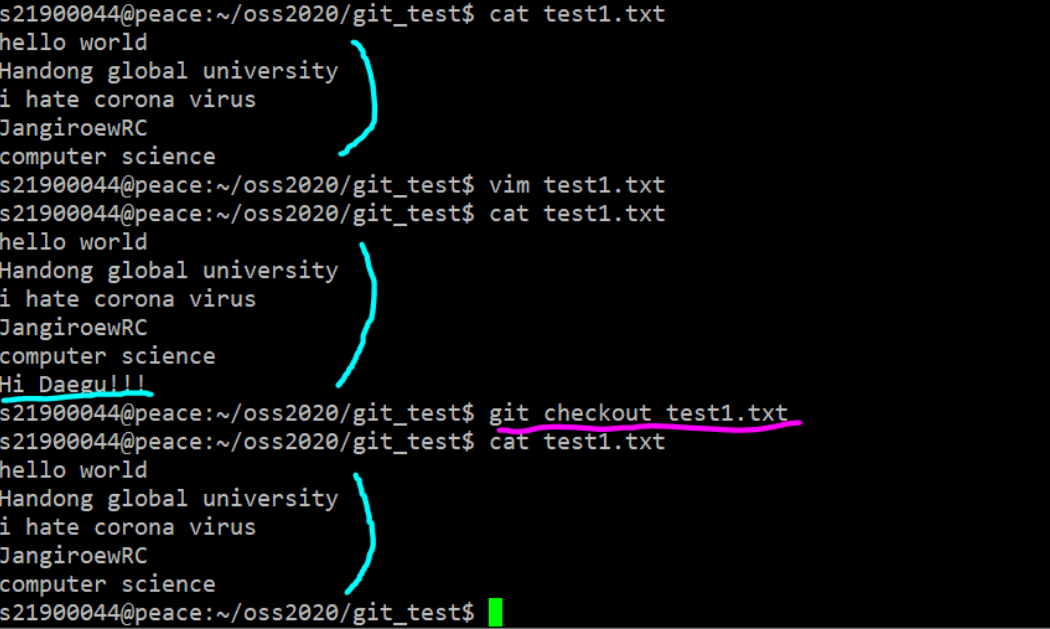 s21900044@peace:~/oss2020/git_test$ cat test1.txt
hello world
Handong global university
i hate corona virus
JangiroewRC
computer science
s21900044@peace:~/oss2020/git_test$ vim test1.txt
s21900044@peace:~/oss2020/git_test$ cat test1.txt
hello world
Handong global university
i hate corona virus
JangiroewRC
computer science
Hi Daegu!!!
s21900044@peace:~/oss2020/git_test$ git checkout test1.txt
s21900044@peace:~/oss2020/git_test$ cat test1.txt
hello world
Handong global university
i hate corona virus
JangiroewRC
computer science
s21900044@peace:~/oss2020/git_test$